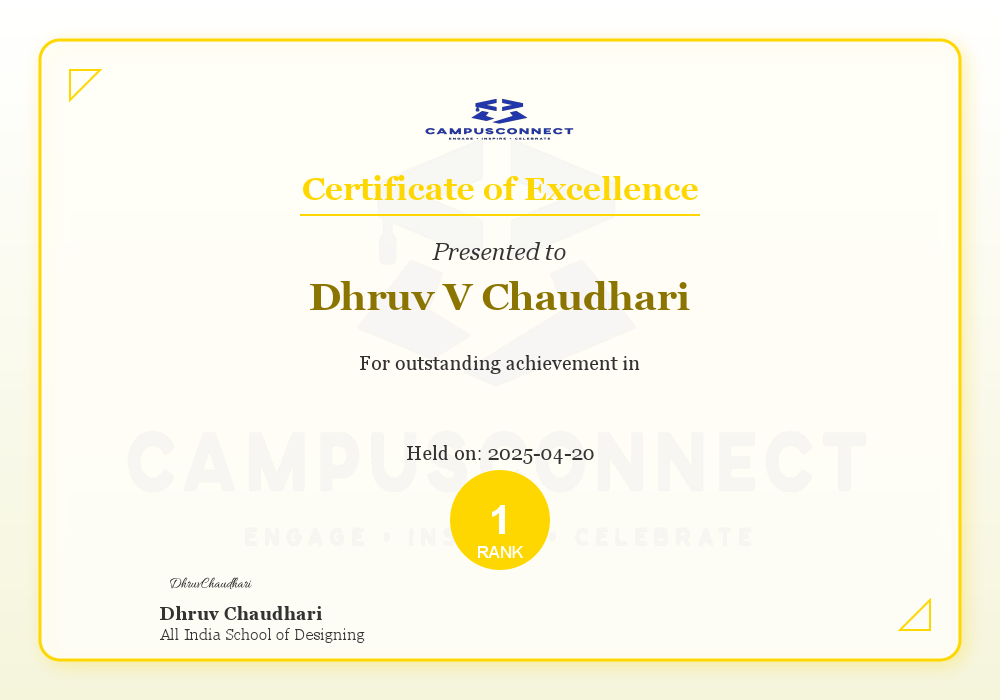 CAMPUSCONNECT
ENGAGE • INSPIRE • CELEBRATE
Certificate of Excellence
Presented to
Dhruv V Chaudhari
For outstanding achievement in
Held on: 2025-04-20
CAMPUSCONNECT
ENGAGE • INS • CELEBRATE
1
RANK
DhruvChaudhari
Dhruv Chaudhari
All India School of Designing